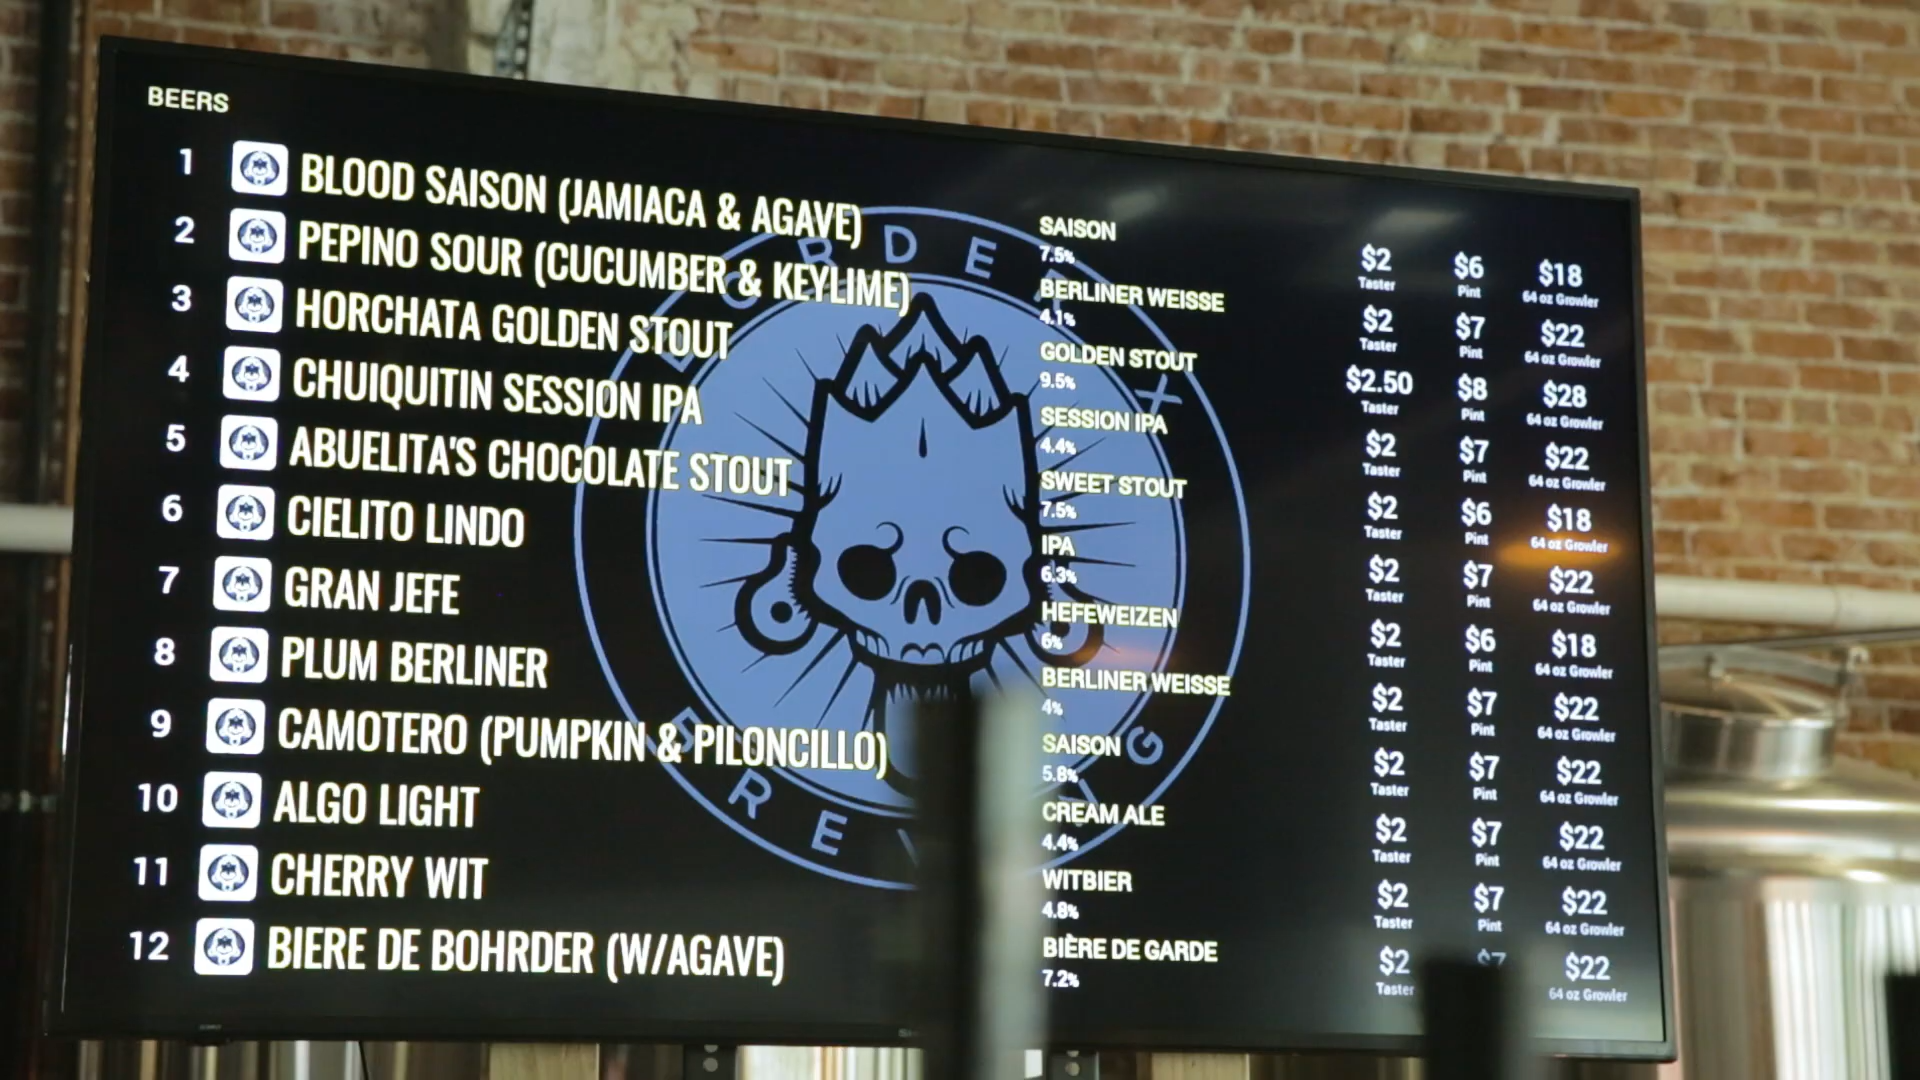 BEERS
1 BLOOD SAISON (JAMIACA & AGAVE) SAISON 7.5% $2 Taster $6 Pint $18 64 oz Growler
2 PEPINO SOUR (CUCUMBER & KEYLIME) BERLINER WEISSE 4.1% $2 Taster $7 Pint $22 64 oz Growler
3 HORCHATA GOLDEN STOUT GOLDEN STOUT 9.5% $2.50 Taster $8 Pint $28 64 oz Growler
4 CHUIQUITIN SESSION IPA SESSION IPA 4.4% $2 Taster $7 Pint $22 64 oz Growler
5 ABUELITA'S CHOCOLATE STOUT SWEET STOUT 7.5% $2 Taster $6 Pint $18 64 oz Growler
6 CIELITO LINDO IPA 6.3% $2 Taster $7 Pint $22 64 oz Growler
7 GRAN JEFE HEFEWEIZEN 6% $2 Taster $6 Pint $18 64 oz Growler
8 PLUM BERLINER BERLINER WEISSE 4% $2 Taster $7 Pint $22 64 oz Growler
9 CAMOTERO (PUMPKIN & PILONCILLO) SAISON 5.8% $2 Taster $7 Pint $22 64 oz Growler
10 ALGO LIGHT CREAM ALE 4.4% $2 Taster $7 Pint $22 64 oz Growler
11 CHERRY WIT WITBIER 4.8% $2 Taster $7 Pint $22 64 oz Growler
12 BIERE DE BOHRDER (W/AGAVE) BIÈRE DE GARDE 7.2% $2 Taster $7 $22 64 oz Growler